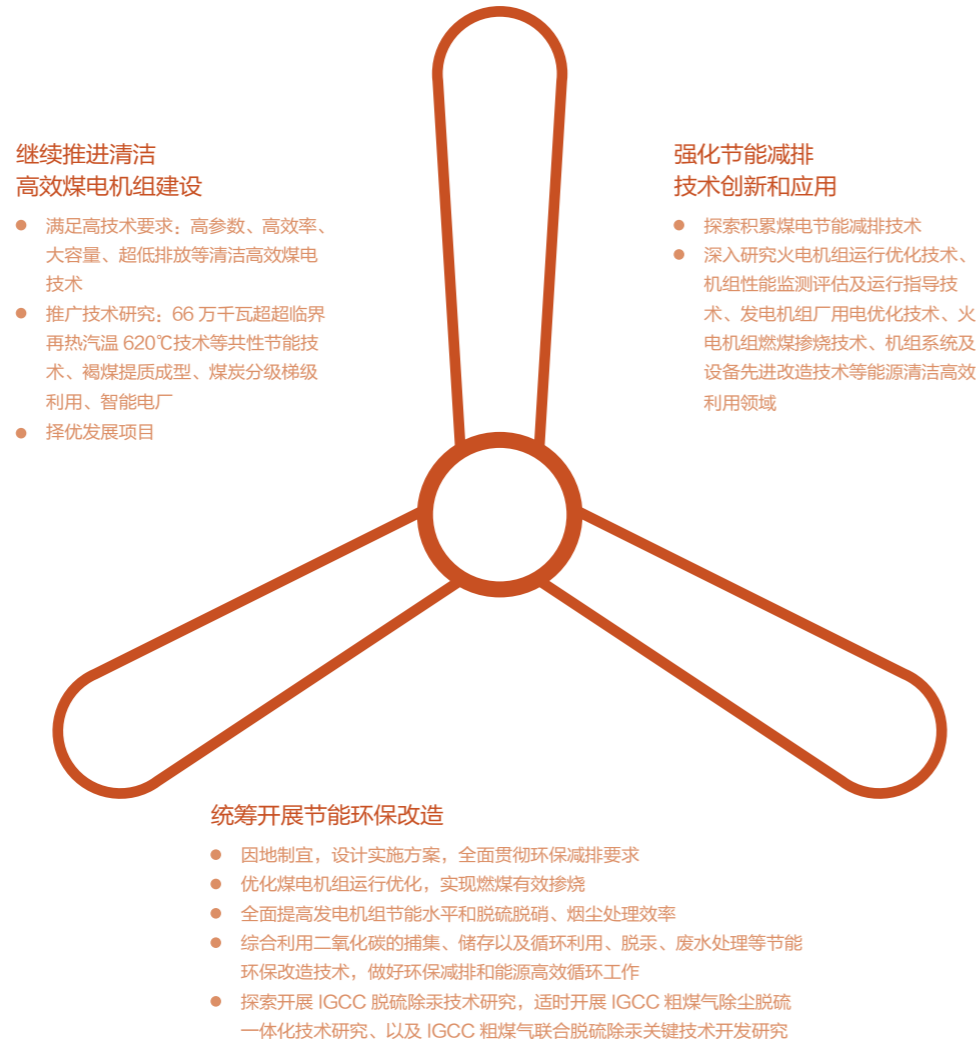 继续推进清洁
高效煤电机组建设
● 满足高技术要求：高参数、高效率、
大容量、超低排放等清洁高效煤电
技术
● 推广技术研究：66 万千瓦超超临界
再热汽温 620℃技术等共性节能技
术、褐煤提质成型、煤炭分级梯级
利用、智能电厂
● 择优发展项目
强化节能减排
技术创新和应用
● 探索积累煤电节能减排技术
● 深入研究火电机组运行优化技术、
机组性能监测评估及运行指导技
术、发电机组厂用电优化技术、火
电机组燃煤掺烧技术、机组系统及
设备先进改造技术等能源清洁高效
利用领域
统筹开展节能环保改造
● 因地制宜，设计实施方案，全面贯彻环保减排要求
● 优化煤电机组运行优化，实现燃煤有效掺烧
● 全面提高发电机组节能水平和脱硫脱硝、烟尘处理效率
● 综合利用二氧化碳的捕集、储存以及循环利用、脱汞、废水处理等节能
环保改造技术，做好环保减排和能源高效循环工作
● 探索开展 IGCC 脱硫除汞技术研究，适时开展 IGCC 粗煤气除尘脱硫
一体化技术研究、以及 IGCC 粗煤气联合脱硫除汞关键技术开发研究